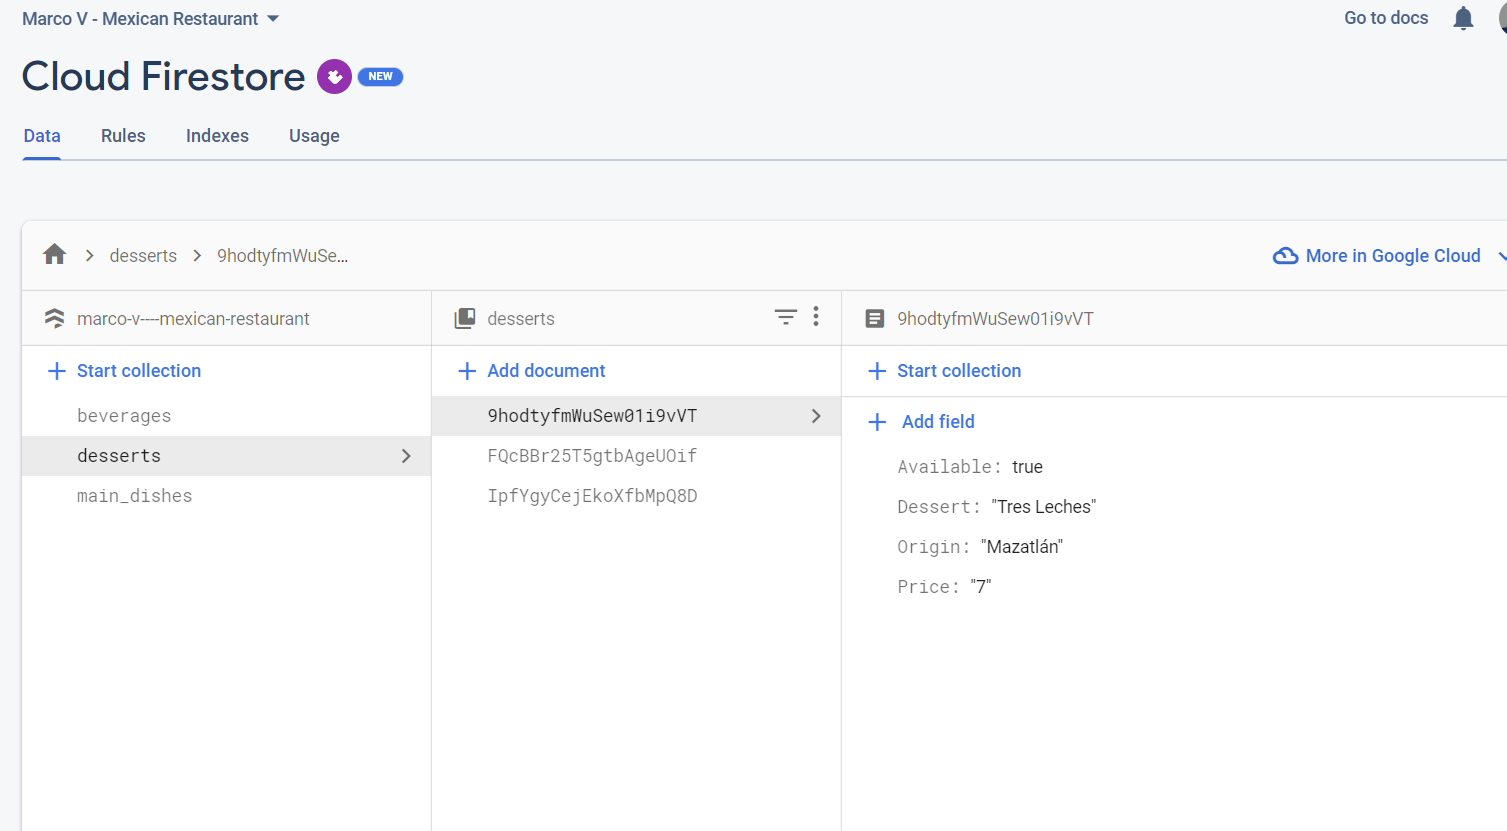 Marco V - Mexican Restaurant
Go to docs
Cloud Firestore
NEW
Data
Rules
Indexes
Usage
desserts
9hodtyfmWuSe...
More in Google Cloud
marco-v----mexican-restaurant
desserts
9hodtyfmWuSew01i9vVT
Start collection
Add document
Start collection
beverages
desserts
main_dishes
9hodtyfmWuSew01i9vVT
FQcBBr25T5gtbAgeUOif
IpfYgyCejEkoXfbMpQ8D
Add field
Available: true
Dessert: "Tres Leches"
Origin: "Mazatlán"
Price: "7"